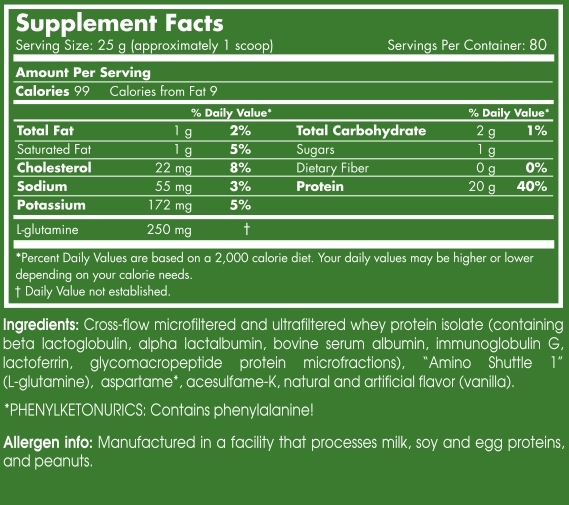 Supplement Facts
Serving Size: 25 g (approximately 1 scoop) Servings Per Container: 80
Amount Per Serving
Calories 99 Calories from Fat 9
% Daily Value* % Daily Value*
Total Fat 1 g 2% Total Carbohydrate 2 g 1%
Saturated Fat 1 g 5% Sugars 1 g
Cholesterol 22 mg 8% Dietary Fiber 0 g 0%
Sodium 55 mg 3% Protein 20 g 40%
Potassium 172 mg 5%
L-glutamine 250 mg †
*Percent Daily Values are based on a 2,000 calorie diet. Your daily values may be higher or lower
depending on your calorie needs.
† Daily Value not established.
Ingredients: Cross-flow microfiltered and ultrafiltered whey protein isolate (containing
beta lactoglobulin, alpha lactalbumin, bovine serum albumin, immunoglobulin G,
lactoferrin, glycomacropeptide protein microfractions), “Amino Shuttle 1”
(L-glutamine), aspartame*, acesulfame-K, natural and artificial flavor (vanilla).
*PHENYLKETONURICS: Contains phenylalanine!
Allergen info: Manufactured in a facility that processes milk, soy and egg proteins,
and peanuts.